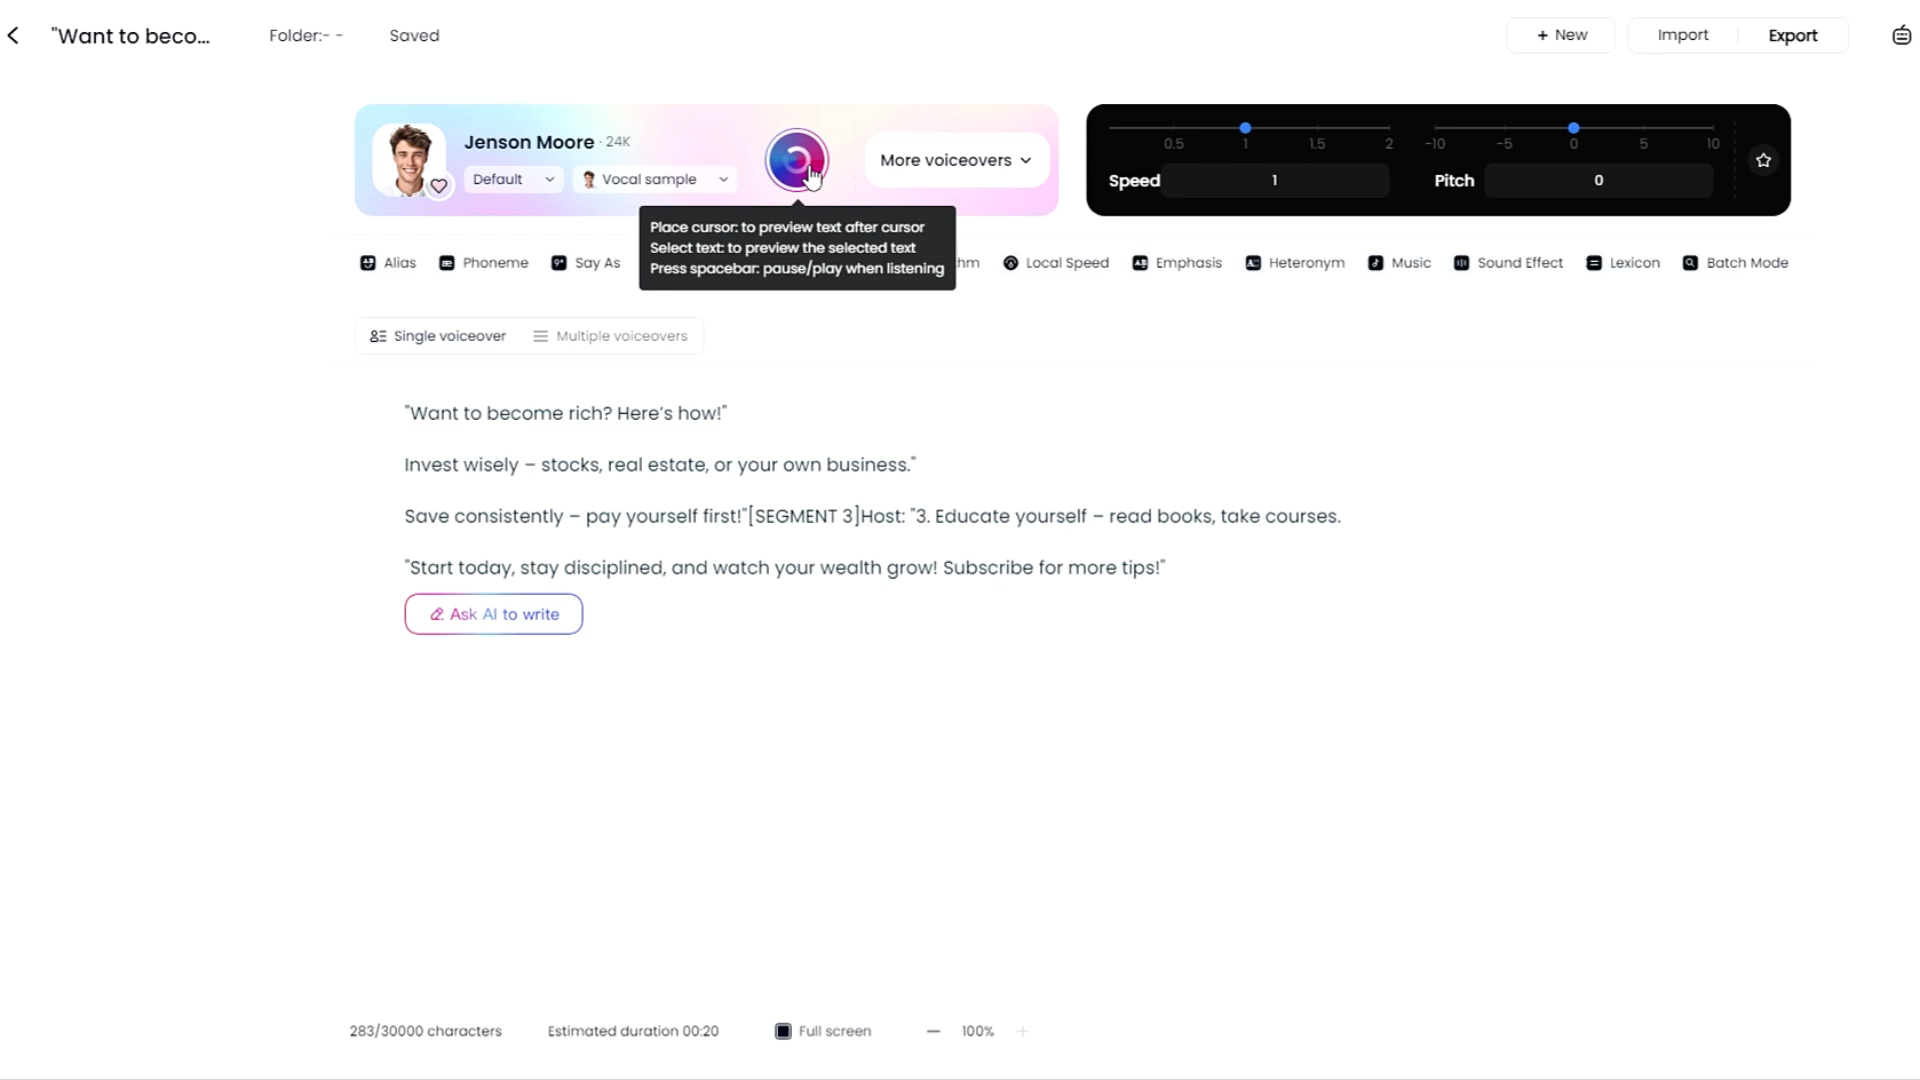 "Want to beco...
Folder:- -
Saved
+ New
Import
Export
Jenson Moore · 24K
Default
Vocal sample
More voiceovers
0.5 1 1.5 2
Speed 1
-10 -5 0 5 10
Pitch 0
Place cursor: to preview text after cursor
Select text: to preview the selected text
Press spacebar: pause/play when listening
Alias
Phoneme
Say As
hm
Local Speed
Emphasis
Heteronym
Music
Sound Effect
Lexicon
Batch Mode
Single voiceover
Multiple voiceovers
"Want to become rich? Here's how!"
Invest wisely – stocks, real estate, or your own business."
Save consistently – pay yourself first!"[SEGMENT 3]Host: "3. Educate yourself – read books, take courses.
"Start today, stay disciplined, and watch your wealth grow! Subscribe for more tips!"
Ask AI to write
283/30000 characters
Estimated duration 00:20
Full screen
— 100% +